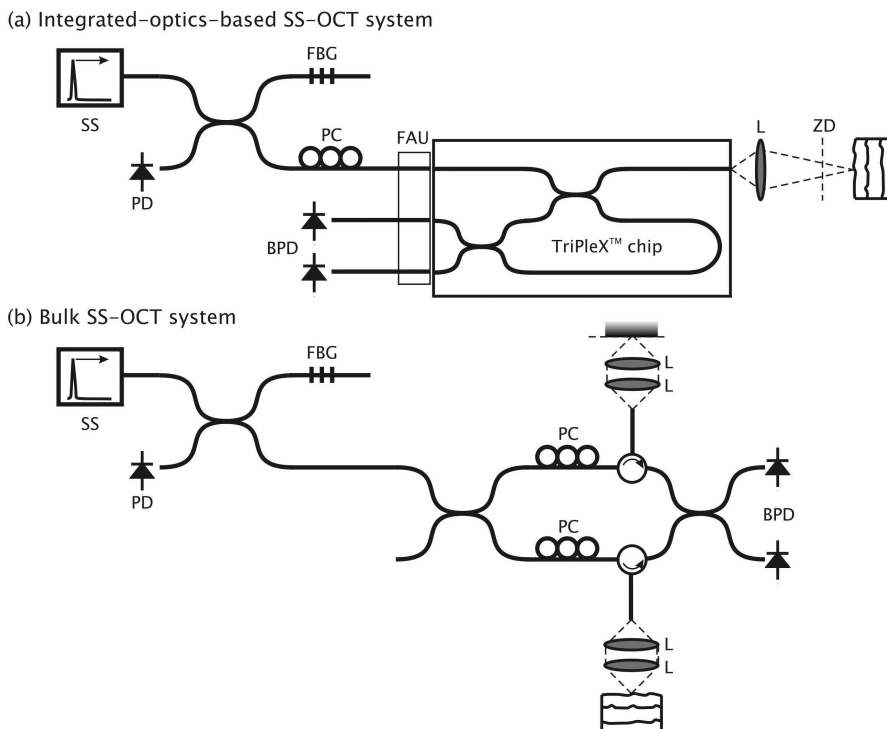 (a) Integrated-optics-based SS-OCT system
FBG
SS
PC
FAU
L
ZD
PD
BPD
TriPleX™ chip
(b) Bulk SS-OCT system
FBG
L
L
SS
PC
PD
BPD
PC
L
L